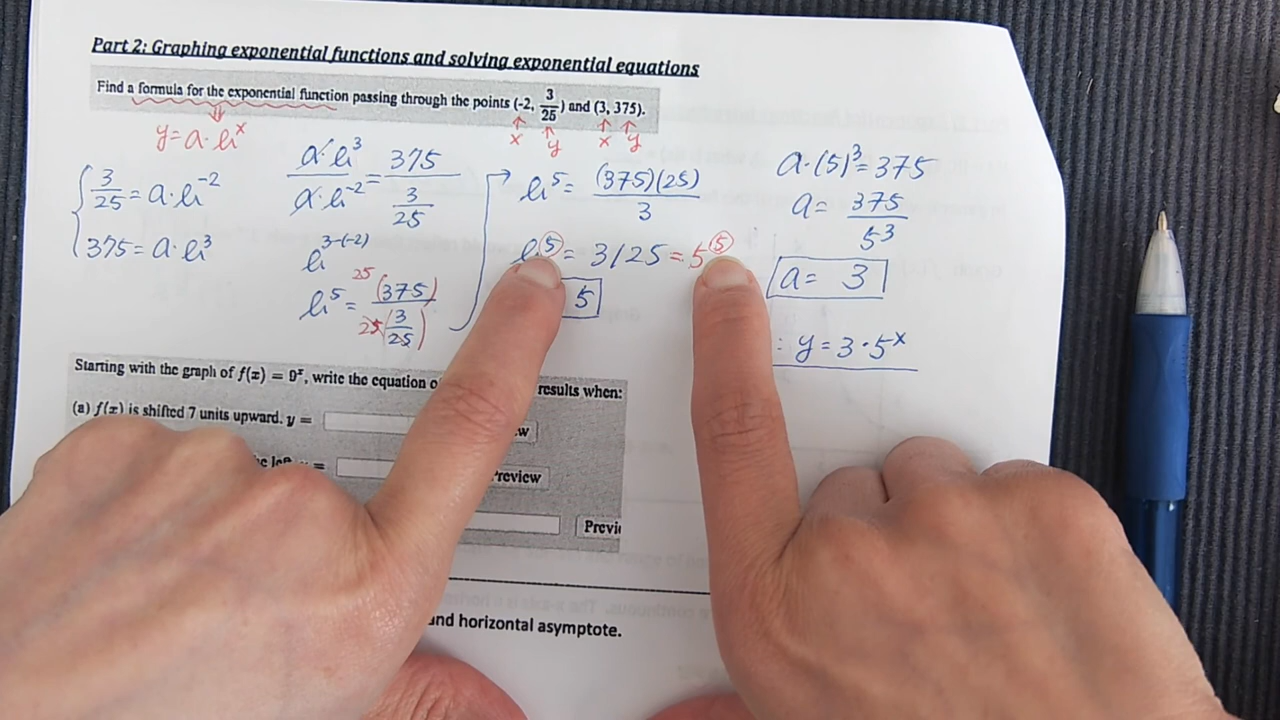 Part 2: Graphing exponential functions and solving exponential equations
Find a formula for the exponential function passing through the points (-2, 3/25) and (3, 375).
x y x y
y = a·b^x
3/25 = a·b^-2
375 = a·b^3
a·b^3 / a·b^-2 = 375 / (3/25)
b^3-(-2)
b^5 = 25(375) / 25(3/25)
b^5 = (375)(25) / 3
b^5 = 3125 = 5^5
5
a·(5)^3 = 375
a = 375 / 5^3
a = 3
: y = 3·5^x
Starting with the graph of f(x) = 9^x, write the equation o results when:
(a) f(x) is shifted 7 units upward. y =
w
he left. y = Preview
Previ
and horizontal asymptote.